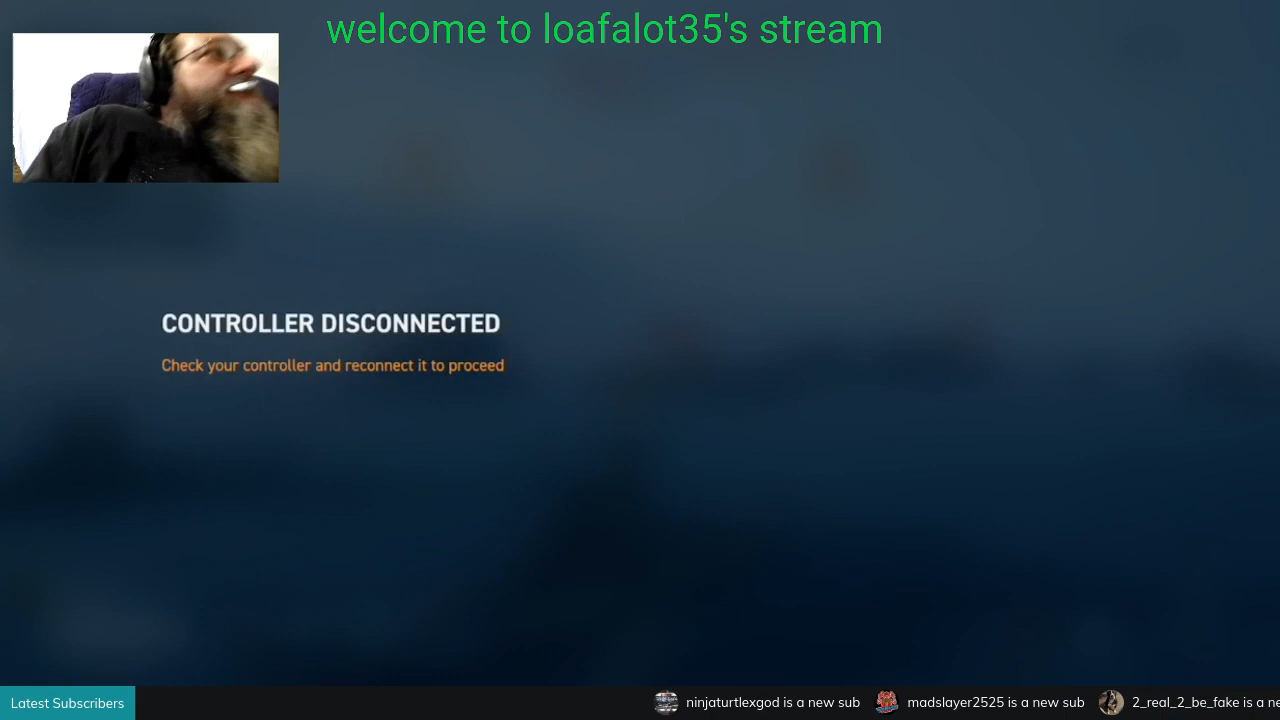 welcome to loafalot35's stream
CONTROLLER DISCONNECTED
Check your controller and reconnect it to proceed
Latest Subscribers
ninjaturtlexgod is a new sub
madslayer2525 is a new sub
2_real_2_be_fake is a